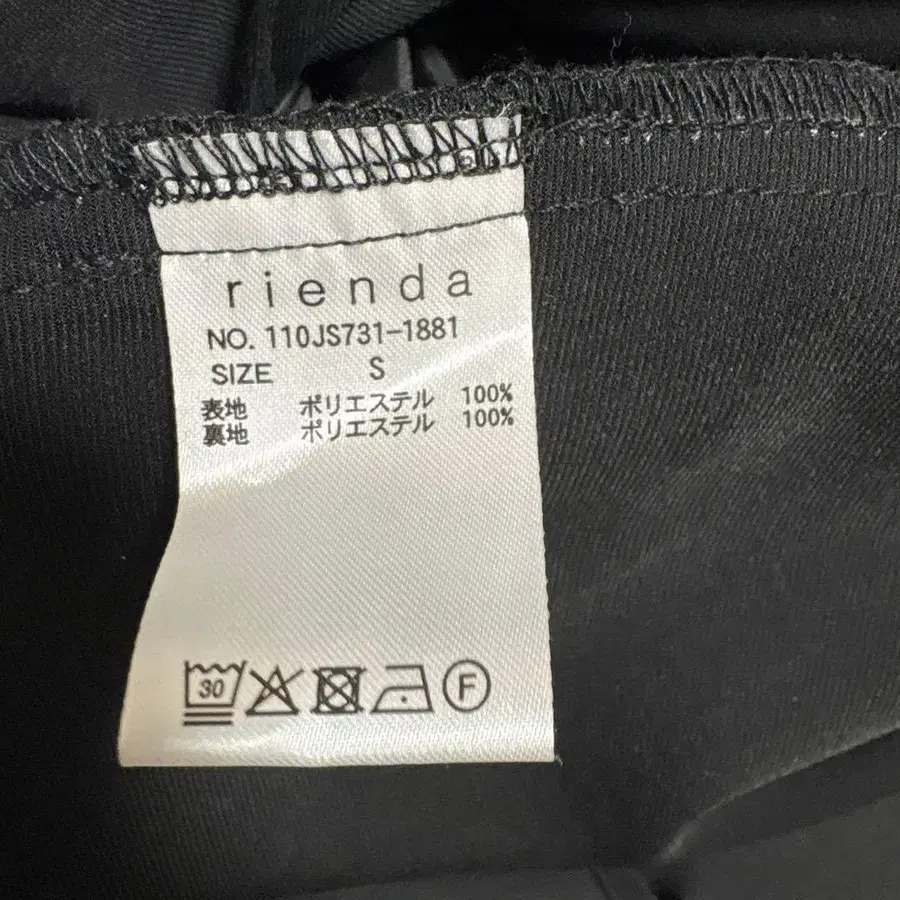 rienda
NO. 110JS731-1881
SIZE S
表地 ポリエステル 100%
裏地 ポリエステル 100%
30 F